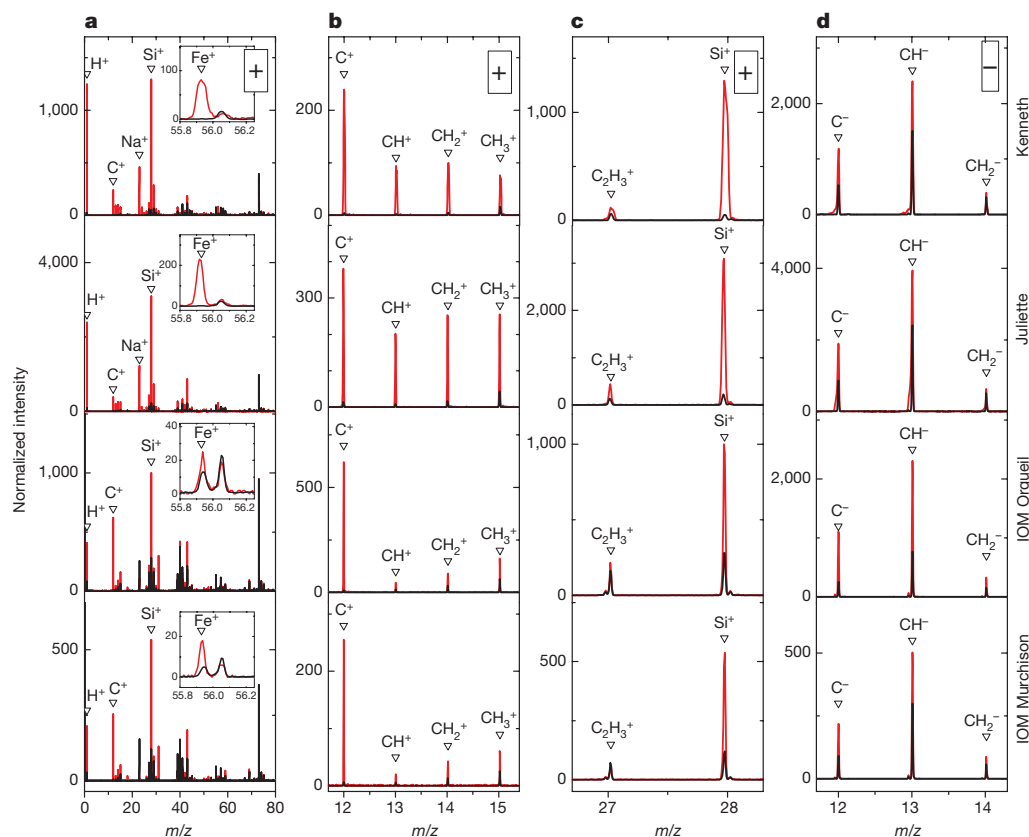 a
b
c
d
Normalized intensity
H⁺
C⁺
Na⁺
Si⁺
Fe⁺
+
1,000
0
100
0
55.8 56.0 56.2
C⁺
CH⁺
CH₂⁺
CH₃⁺
+
200
0
C₂H₃⁺
Si⁺
+
1,000
0
C⁻
CH⁻
CH₂⁻
−
2,000
0
Kenneth
H⁺
C⁺
Na⁺
Si⁺
Fe⁺
4,000
0
200
0
55.8 56.0 56.2
C⁺
CH⁺
CH₂⁺
CH₃⁺
300
0
C₂H₃⁺
Si⁺
2,000
0
C⁻
CH⁻
CH₂⁻
4,000
0
Juliette
H⁺
C⁺
Si⁺
Fe⁺
1,000
0
40
20
0
55.8 56.0 56.2
C⁺
CH⁺
CH₂⁺
CH₃⁺
500
0
C₂H₃⁺
Si⁺
1,000
0
C⁻
CH⁻
CH₂⁻
2,000
0
IOM Orgueil
H⁺
C⁺
Si⁺
Fe⁺
500
0
20
0
55.8 56.0 56.2
C⁺
CH⁺
CH₂⁺
CH₃⁺
200
0
C₂H₃⁺
Si⁺
500
0
C⁻
CH⁻
CH₂⁻
500
0
IOM Murchison
0 20 40 60 80
12 13 14 15
27 28
12 13 14
m/z
m/z
m/z
m/z